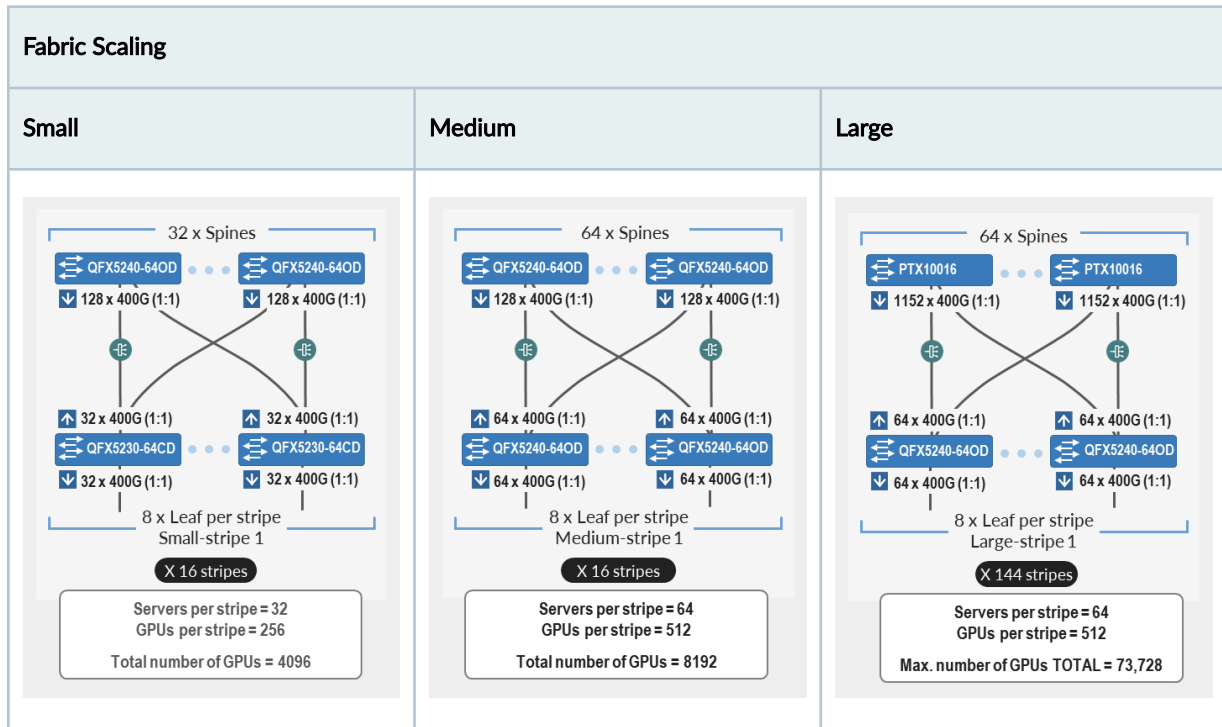 Fabric Scaling
Small
Medium
Large
32 x Spines
QFX5240-64OD
QFX5240-64OD
128 x 400G (1:1)
128 x 400G (1:1)
32 x 400G (1:1)
32 x 400G (1:1)
QFX5230-64CD
QFX5230-64CD
32 x 400G (1:1)
32 x 400G (1:1)
8 x Leaf per stripe
Small-stripe 1
X 16 stripes
Servers per stripe = 32
GPUs per stripe = 256
Total number of GPUs = 4096
64 x Spines
QFX5240-64OD
QFX5240-64OD
128 x 400G (1:1)
128 x 400G (1:1)
64 x 400G (1:1)
64 x 400G (1:1)
QFX5240-64OD
QFX5240-64OD
64 x 400G (1:1)
64 x 400G (1:1)
8 x Leaf per stripe
Medium-stripe 1
X 16 stripes
Servers per stripe = 64
GPUs per stripe = 512
Total number of GPUs = 8192
64 x Spines
PTX10016
PTX10016
1152 x 400G (1:1)
1152 x 400G (1:1)
64 x 400G (1:1)
64 x 400G (1:1)
QFX5240-64OD
QFX5240-64OD
64 x 400G (1:1)
64 x 400G (1:1)
8 x Leaf per stripe
Large-stripe 1
X 144 stripes
Servers per stripe = 64
GPUs per stripe = 512
Max. number of GPUs TOTAL = 73,728